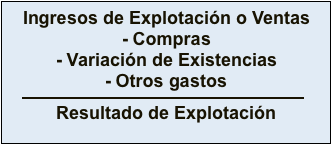 Ingresos de Explotación o Ventas
- Compras
- Variación de Existencias
- Otros gastos
Resultado de Explotación